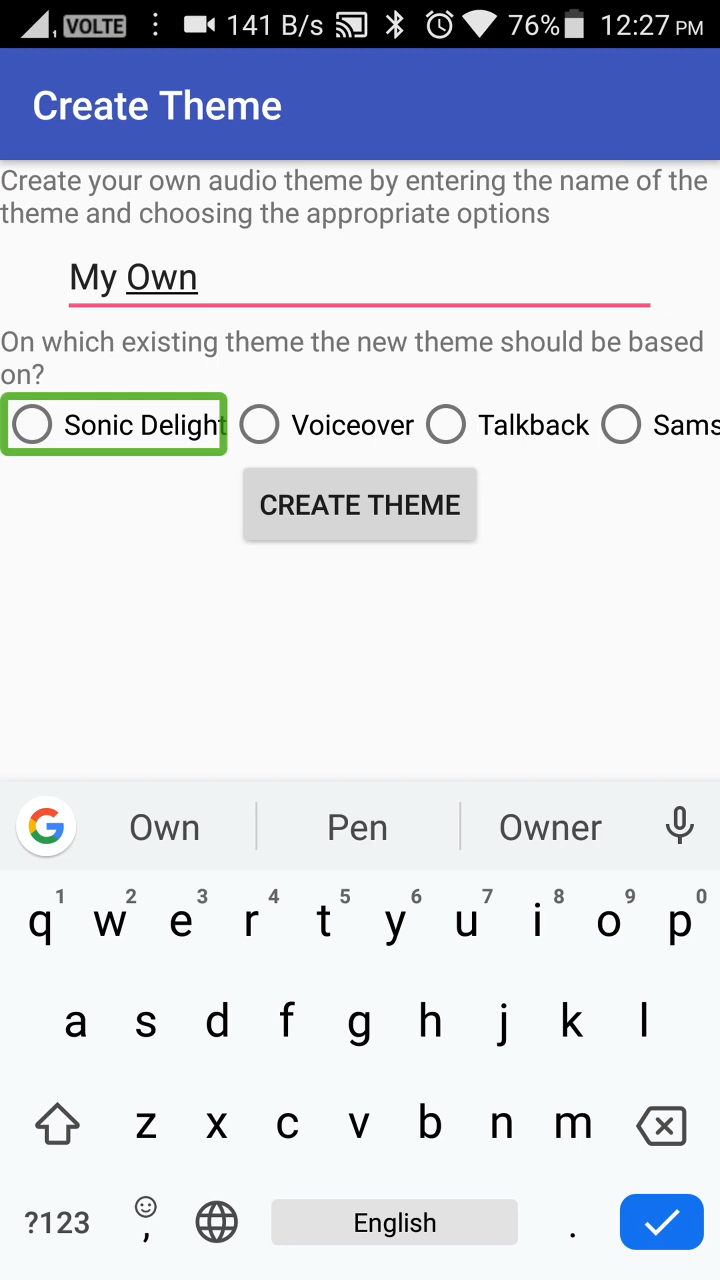 VOLTE 141 B/s 76% 12:27 PM
Create Theme
Create your own audio theme by entering the name of the
theme and choosing the appropriate options
My Own
On which existing theme the new theme should be based
on?
Sonic Delight Voiceover Talkback Sams
CREATE THEME
G Own Pen Owner
1 2 3 4 5 6 7 8 9 0
q w e r t y u i o p
a s d f g h j k l
z x c v b n m
?123 , English .